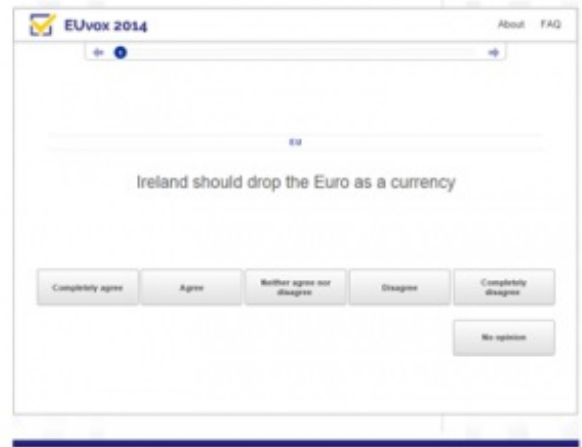 EUvox 2014
About FAQ
1
EU
Ireland should drop the Euro as a currency
Completely agree
Agree
Neither agree nor
disagree
Disagree
Completely
disagree
No opinion